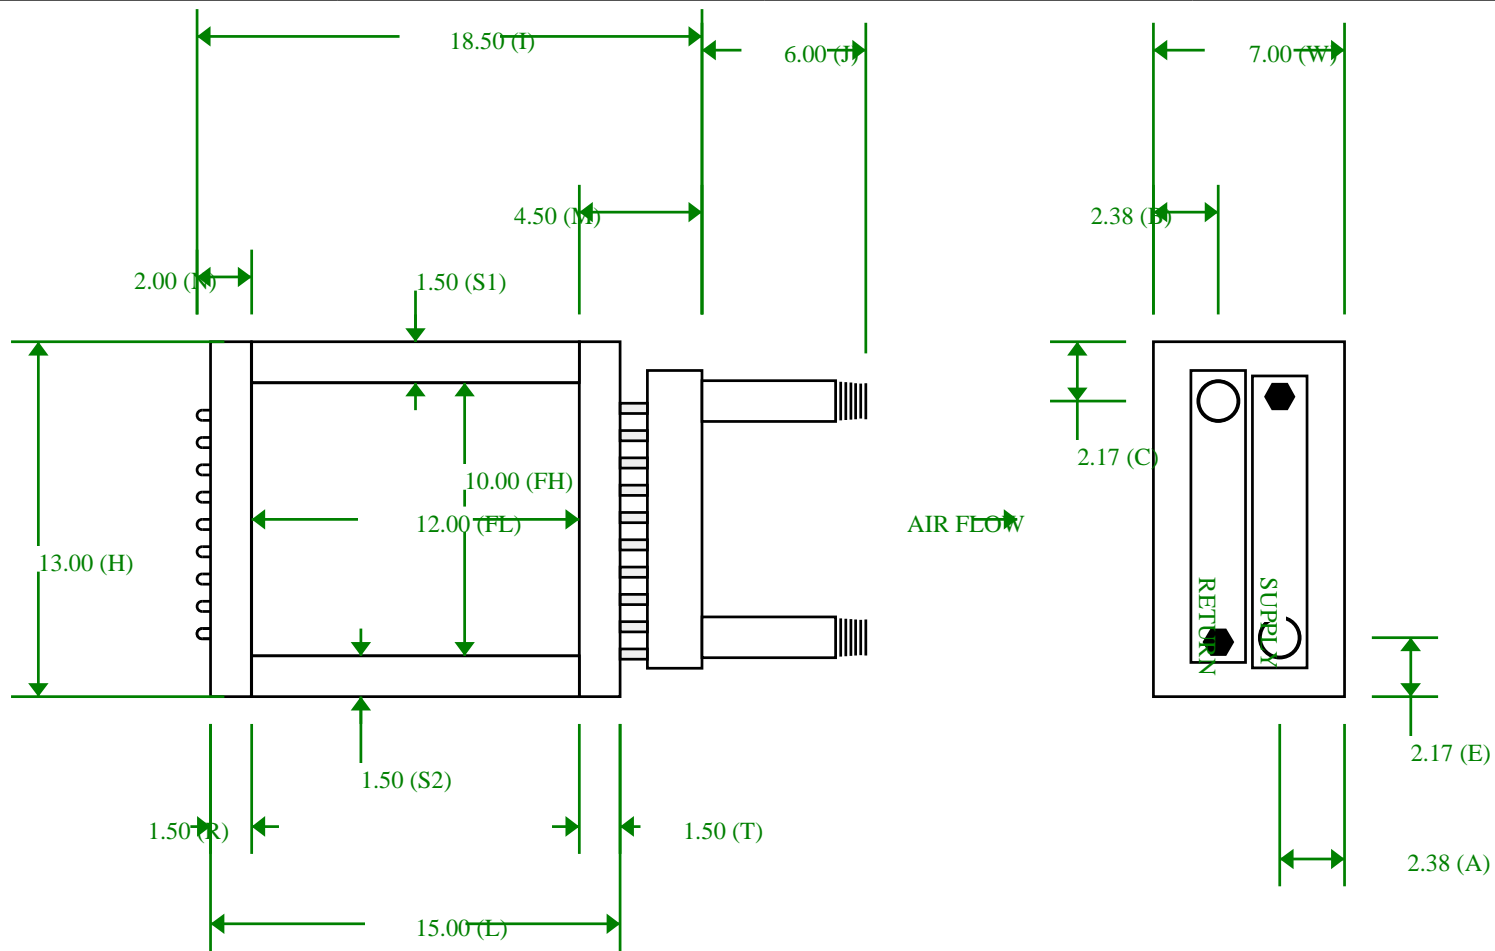 18.50 (I)
6.00 (J)
7.00 (W)
4.50 (M)
2.38 (B)
2.00 (N)
1.50 (S1)
2.17 (C)
10.00 (FH)
12.00 (FL)
AIR FLOW
13.00 (H)
RETURN
SUPPLY
2.17 (E)
1.50 (S2)
1.50 (R)
1.50 (T)
2.38 (A)
15.00 (L)